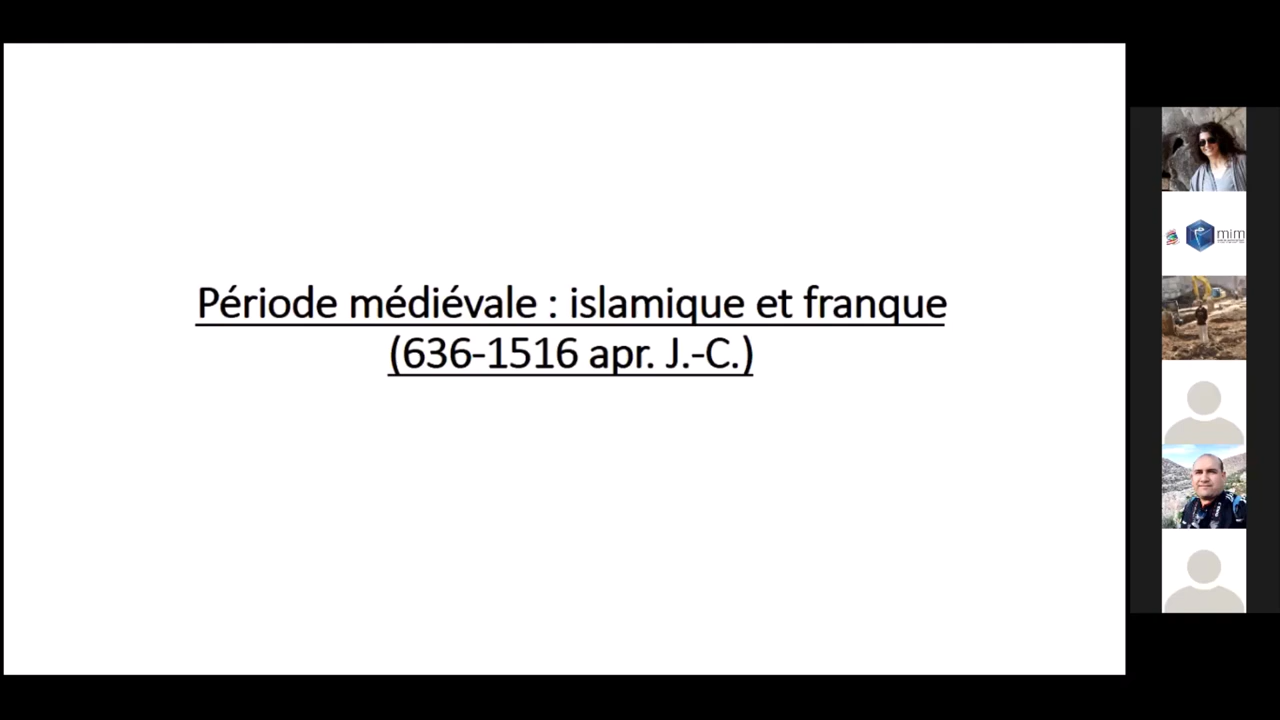 Période médiévale : islamique et franque
(636-1516 apr. J.-C.)
mim